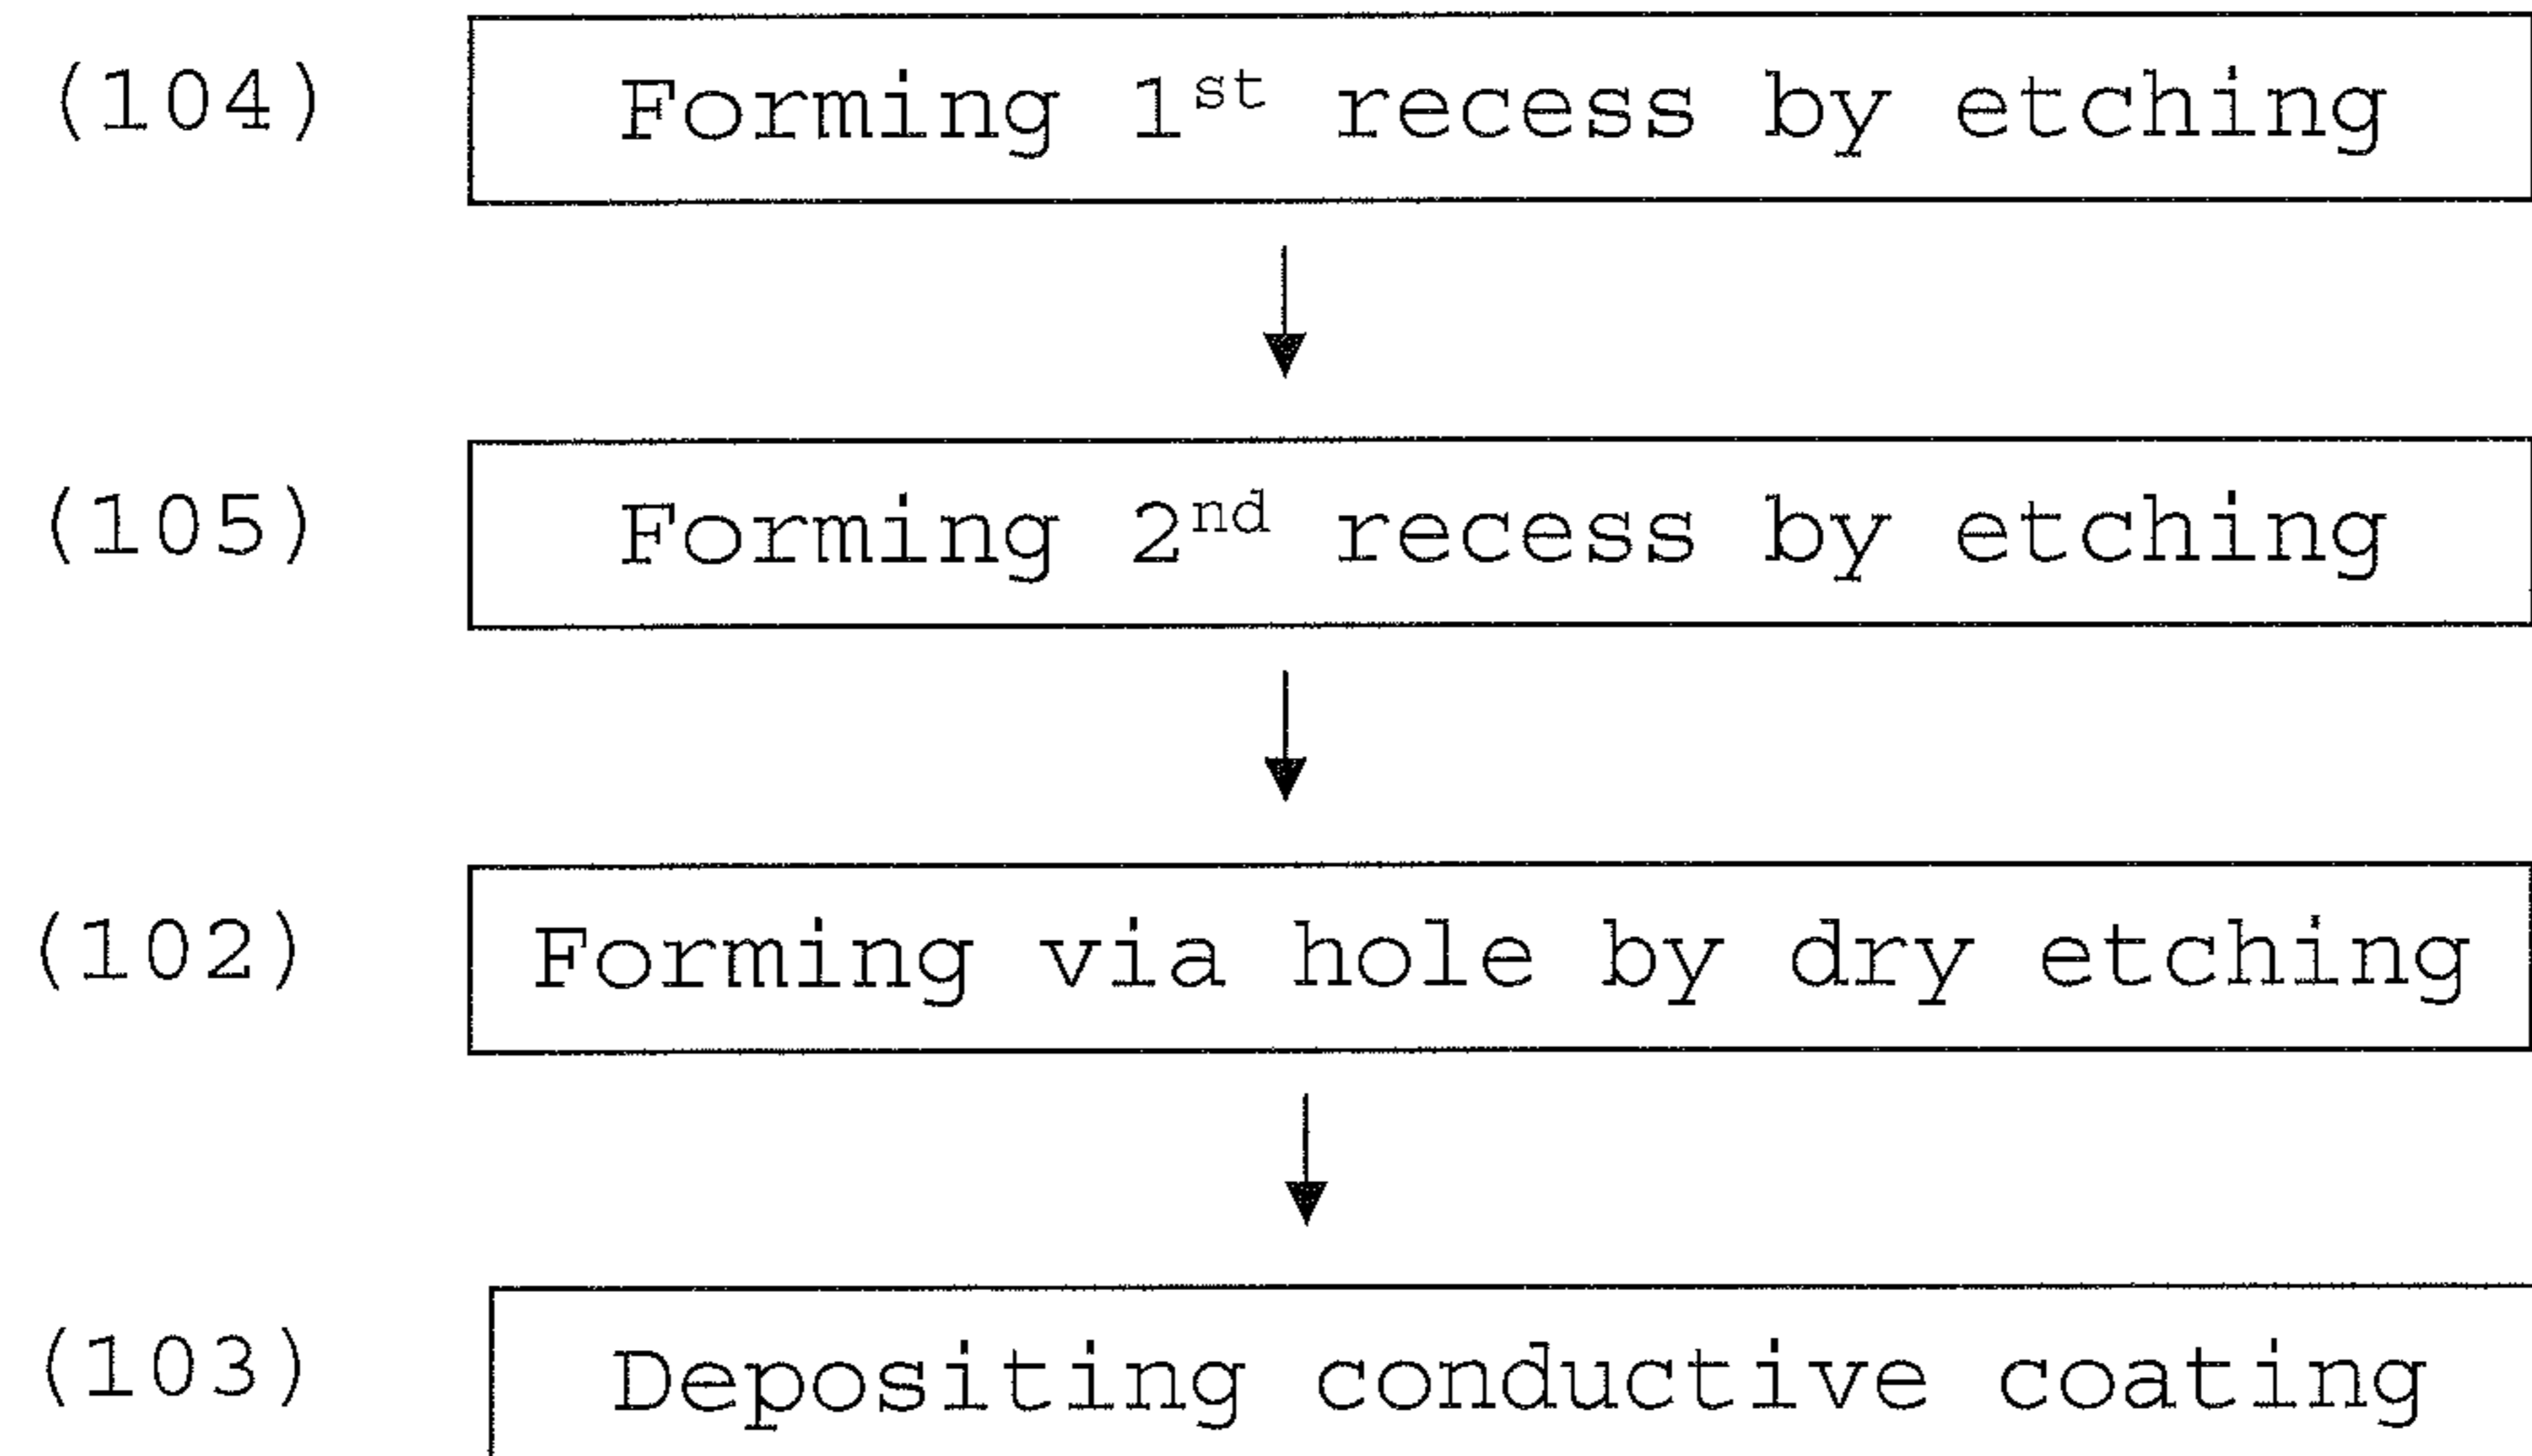 (104) Forming 1st recess by etching
(105) Forming 2nd recess by etching
(102) Forming via hole by dry etching
(103) Depositing conductive coating